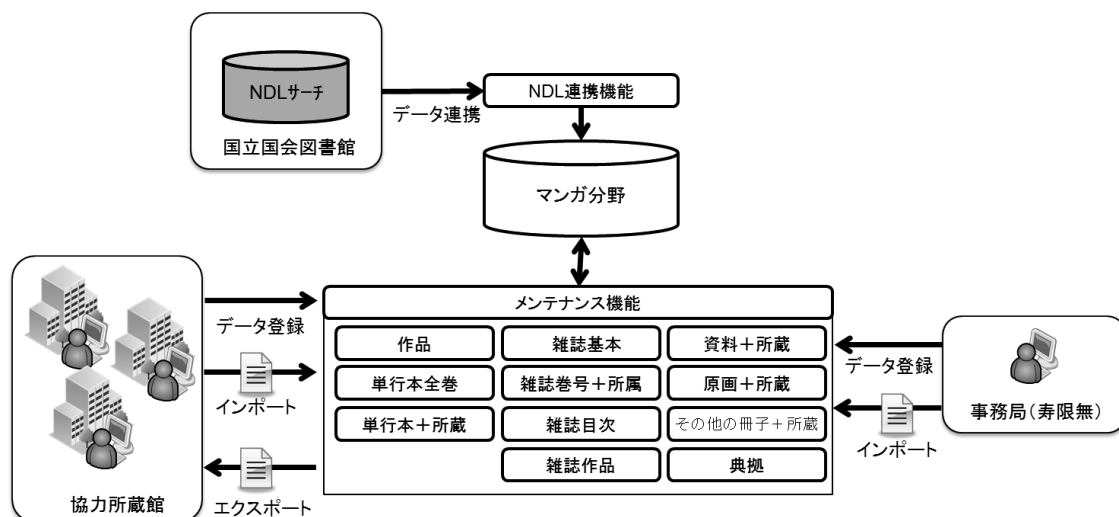 NDLサーチ
国立国会図書館
データ連携
NDL連携機能
マンガ分野
メンテナンス機能
作品
雑誌基本
資料+所蔵
単行本全巻
雑誌巻号+所属
原画+所蔵
単行本+所蔵
雑誌目次
その他の冊子+所蔵
雑誌作品
典拠
データ登録
インポート
エクスポート
協力所蔵館
データ登録
インポート
事務局(寿限無)